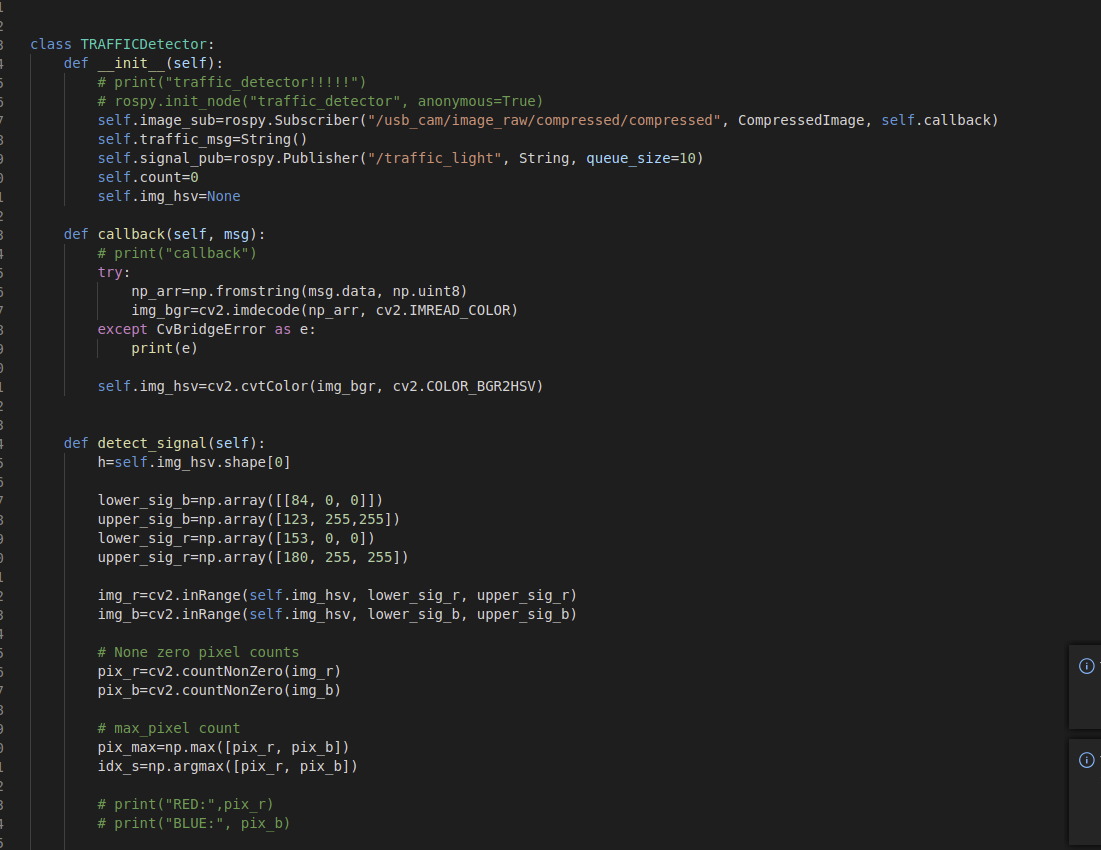 class TRAFFICDetector:
def __init__(self):
# print("traffic_detector!!!!!")
# rospy.init_node("traffic_detector", anonymous=True)
self.image_sub=rospy.Subscriber("/usb_cam/image_raw/compressed/compressed", CompressedImage, self.callback)
self.traffic_msg=String()
self.signal_pub=rospy.Publisher("/traffic_light", String, queue_size=10)
self.count=0
self.img_hsv=None
def callback(self, msg):
# print("callback")
try:
np_arr=np.fromstring(msg.data, np.uint8)
img_bgr=cv2.imdecode(np_arr, cv2.IMREAD_COLOR)
except CvBridgeError as e:
print(e)
self.img_hsv=cv2.cvtColor(img_bgr, cv2.COLOR_BGR2HSV)
def detect_signal(self):
h=self.img_hsv.shape[0]
lower_sig_b=np.array([[84, 0, 0]])
upper_sig_b=np.array([123, 255,255])
lower_sig_r=np.array([153, 0, 0])
upper_sig_r=np.array([180, 255, 255])
img_r=cv2.inRange(self.img_hsv, lower_sig_r, upper_sig_r)
img_b=cv2.inRange(self.img_hsv, lower_sig_b, upper_sig_b)
# None zero pixel counts
pix_r=cv2.countNonZero(img_r)
pix_b=cv2.countNonZero(img_b)
# max_pixel count
pix_max=np.max([pix_r, pix_b])
idx_s=np.argmax([pix_r, pix_b])
# print("RED:",pix_r)
# print("BLUE:", pix_b)